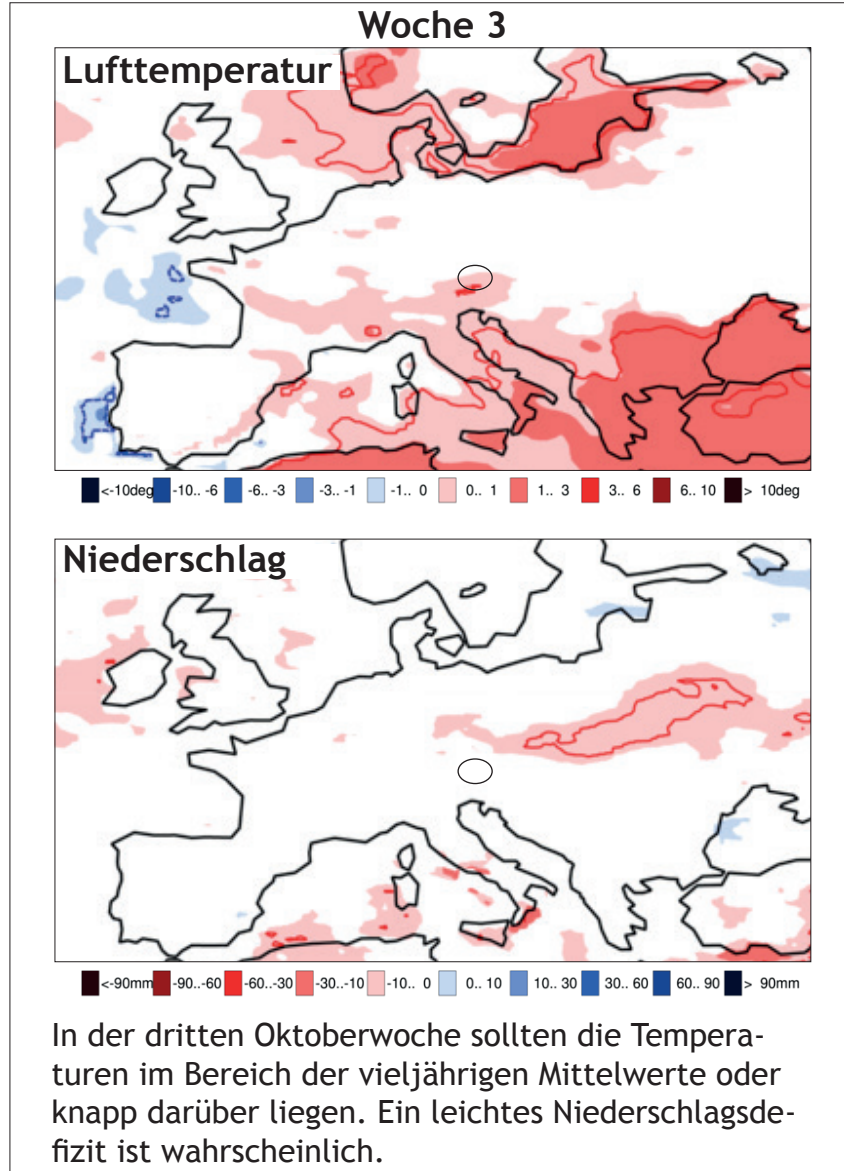 Woche 3
Lufttemperatur
<-10deg -10.. -6 -6.. -3 -3.. -1 -1.. 0 0.. 1 1.. 3 3.. 6 6.. 10 > 10deg
Niederschlag
<-90mm -90..-60 -60..-30 -30..-10 -10.. 0 0.. 10 10.. 30 30.. 60 60.. 90 > 90mm
In der dritten Oktoberwoche sollten die Tempera-
turen im Bereich der vieljährigen Mittelwerte oder
knapp darüber liegen. Ein leichtes Niederschlagsde-
fizit ist wahrscheinlich.